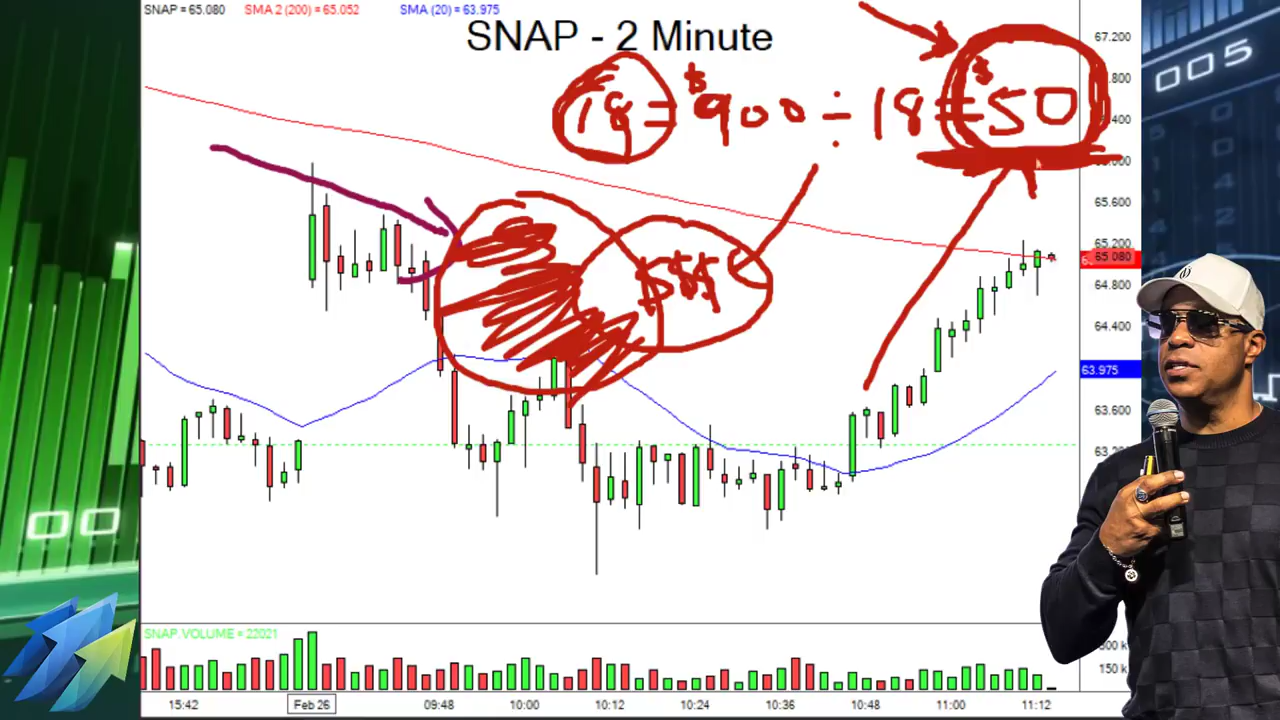 SNAP = 65.080 SMA 2 (200) = 65.052 SMA (20) = 63.975
SNAP - 2 Minute
18 = $900 ÷ 18 = $50
$$$
67.200
65.600
65.200
65.080
64.800
64.400
63.975
63.600
SNAP.VOLUME = 22021
150 k
15:42 Feb 26 09:48 10:00 10:12 10:24 10:36 10:48 11:00 11:12
005
00